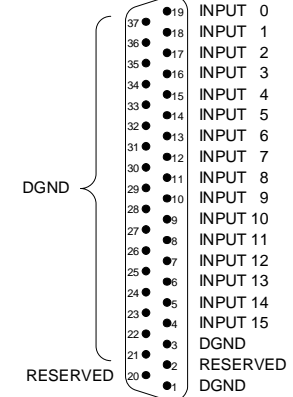 19 INPUT 0
37
18 INPUT 1
36
17 INPUT 2
35
16 INPUT 3
34
15 INPUT 4
33
14 INPUT 5
32
13 INPUT 6
31
12 INPUT 7
30
11 INPUT 8
DGND 29
10 INPUT 9
28
9 INPUT 10
27
8 INPUT 11
26
7 INPUT 12
25
6 INPUT 13
24
5 INPUT 14
23
4 INPUT 15
22
3 DGND
21
2 RESERVED
RESERVED 20
1 DGND